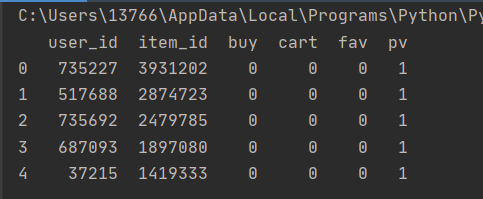 C:\Users\13766\AppData\Local\Programs\Python\Py
user_id item_id buy cart fav pv
0 735227 3931202 0 0 0 1
1 517688 2874723 0 0 0 1
2 735692 2479785 0 0 0 1
3 687093 1897080 0 0 0 1
4 37215 1419333 0 0 0 1